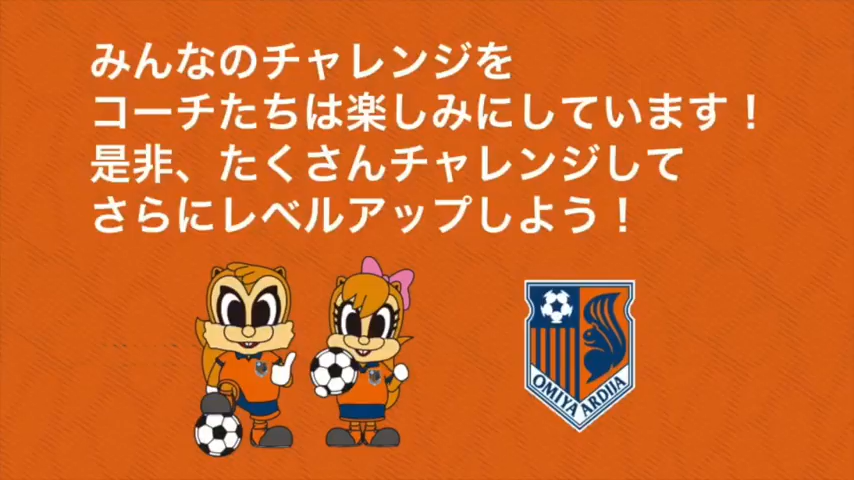 みんなのチャレンジを
コーチたちは楽しみにしています！
是非、たくさんチャレンジして
さらにレベルアップしよう！
OMIYA ARDIJA